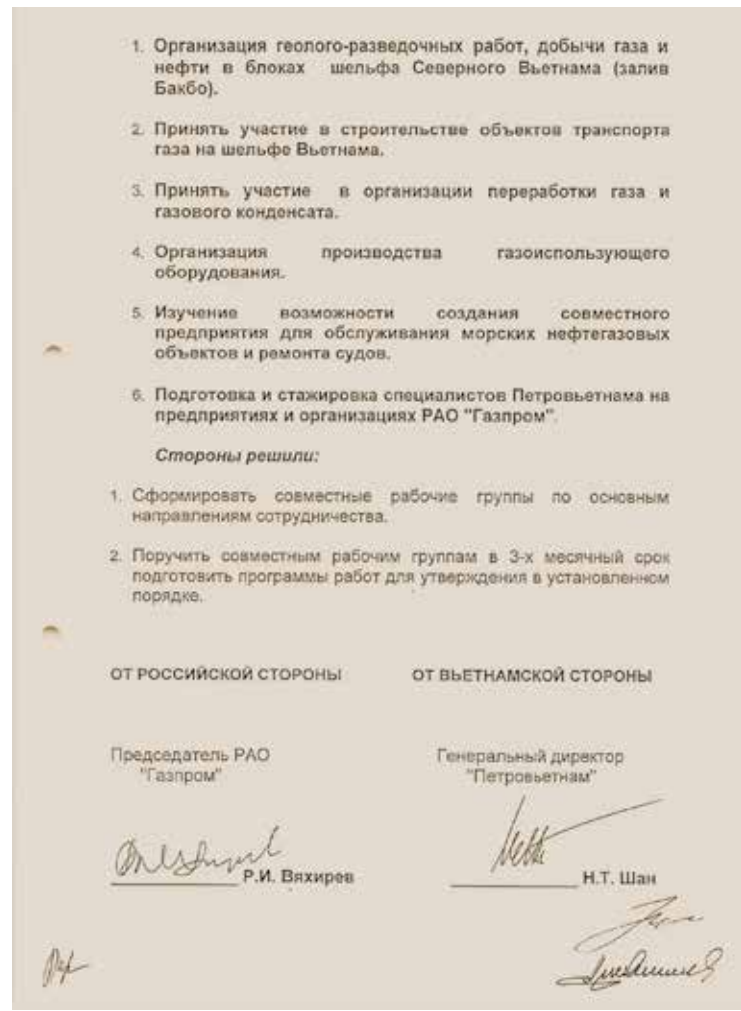 1. Организация геолого-разведочных работ, добычи газа и
нефти в блоках шельфа Северного Вьетнама (залив
Бакбо).
2. Принять участие в строительстве объектов транспорта
газа на шельфе Вьетнама.
3. Принять участие в организации переработки газа и
газового конденсата.
4. Организация производства газоиспользующего
оборудования.
5. Изучение возможности создания совместного
предприятия для обслуживания морских нефтегазовых
объектов и ремонта судов.
6. Подготовка и стажировка специалистов Петровьетнама на
предприятиях и организациях РАО "Газпром".
Стороны решили:
1. Сформировать совместные рабочие группы по основным
направлениям сотрудничества.
2. Поручить совместным рабочим группам в 3-х месячный срок
подготовить программы работ для утверждения в установленном
порядке.
ОТ РОССИЙСКОЙ СТОРОНЫ ОТ ВЬЕТНАМСКОЙ СТОРОНЫ
Председатель РАО Генеральный директор
"Газпром" "Петровьетнам"
Р.И. Вяхирев Н.Т. Шан